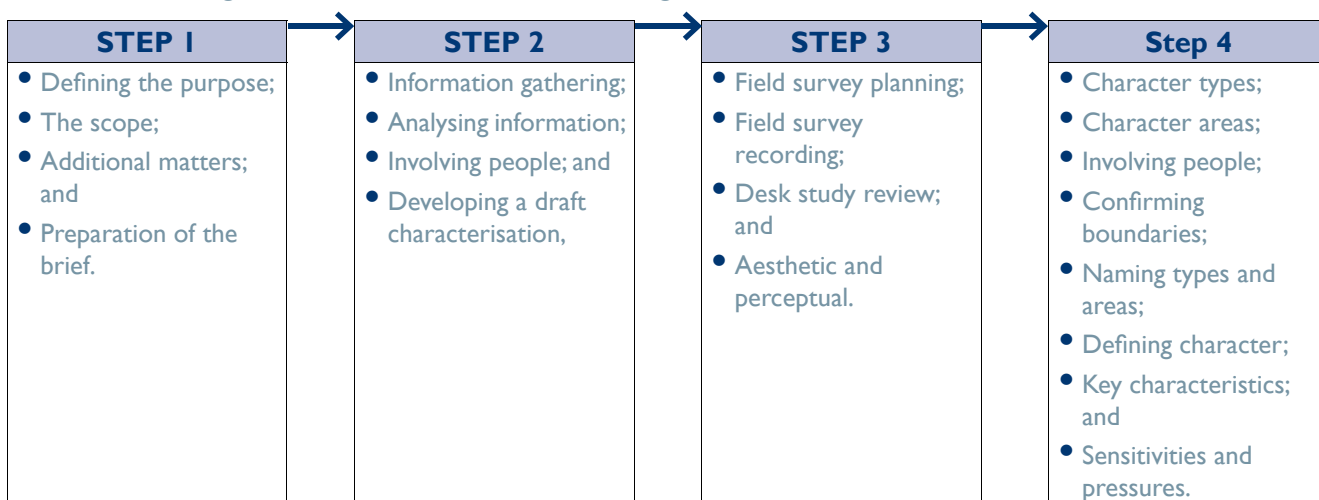 STEP 1
• Defining the purpose;
• The scope;
• Additional matters;
and
• Preparation of the
brief.
STEP 2
• Information gathering;
• Analysing information;
• Involving people; and
• Developing a draft
characterisation,
STEP 3
• Field survey planning;
• Field survey
recording;
• Desk study review;
and
• Aesthetic and
perceptual.
Step 4
• Character types;
• Character areas;
• Involving people;
• Confirming
boundaries;
• Naming types and
areas;
• Defining character;
• Key characteristics;
and
• Sensitivities and
pressures.